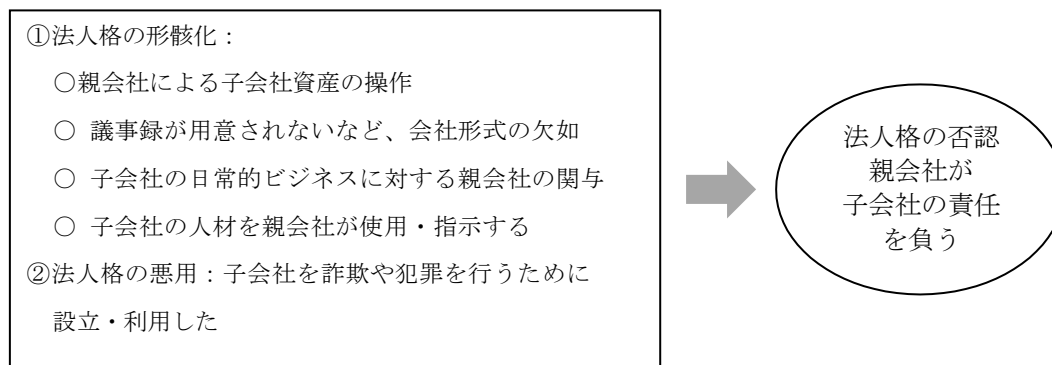 ①法人格の形骸化：
〇親会社による子会社資産の操作
〇 議事録が用意されないなど、会社形式の欠如
〇 子会社の日常的ビジネスに対する親会社の関与
〇 子会社の人材を親会社が使用・指示する
②法人格の悪用：子会社を詐欺や犯罪を行うために
設立・利用した
法人格の否認
親会社が
子会社の責任
を負う